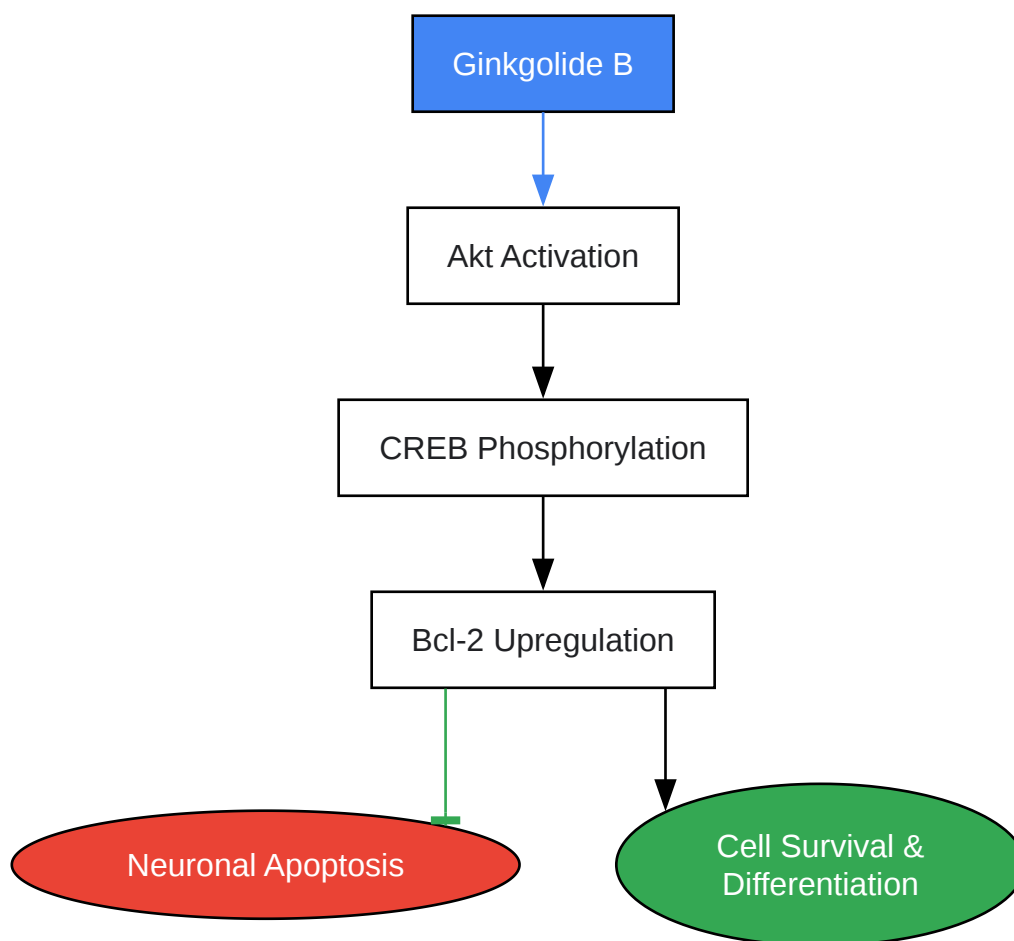 Ginkgolide B
Akt Activation
CREB Phosphorylation
Bcl-2 Upregulation
Neuronal Apoptosis
Cell Survival &
Differentiation